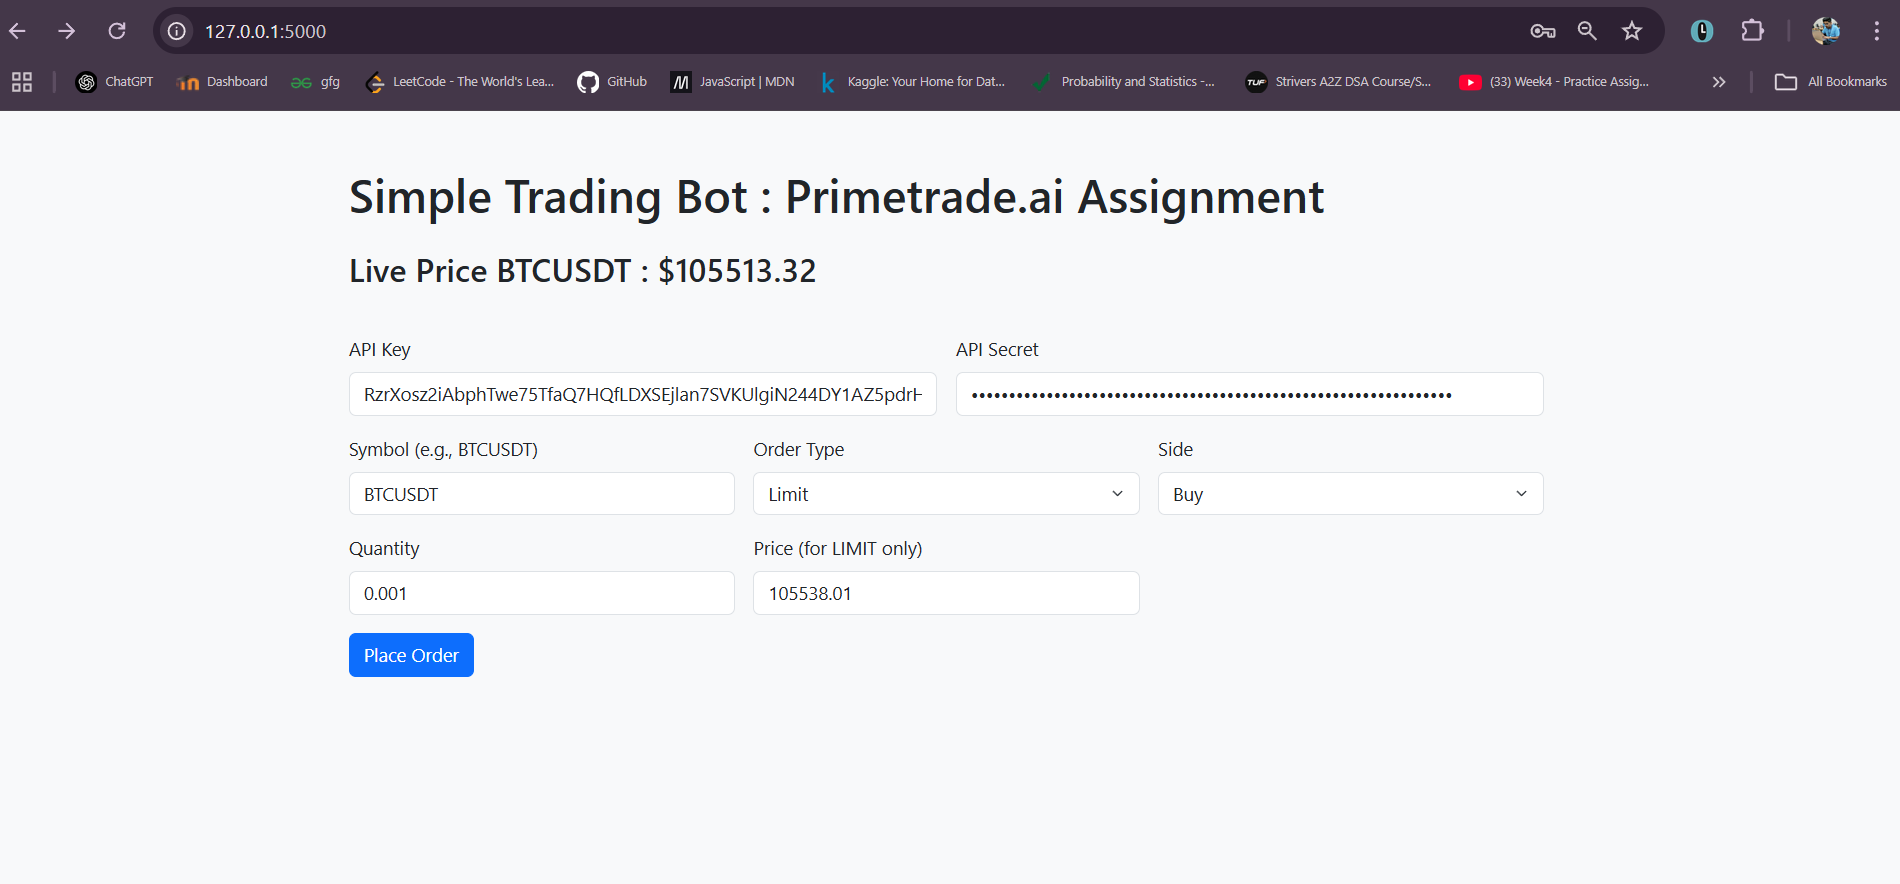 127.0.0.1:5000
ChatGPT Dashboard gfg LeetCode - The World's Lea... GitHub JavaScript | MDN Kaggle: Your Home for Dat... Probability and Statistics -... TUF Strivers A2Z DSA Course/S... (33) Week4 - Practice Assig... All Bookmarks
Simple Trading Bot : Primetrade.ai Assignment
Live Price BTCUSDT : $105513.32
API Key API Secret
RzrXosz2iAbphTwe75TfaQ7HQfLDXSEjlan7SVKUlgiN244DY1AZ5pdrH
Symbol (e.g., BTCUSDT) Order Type Side
BTCUSDT Limit Buy
Quantity Price (for LIMIT only)
0.001 105538.01
Place Order